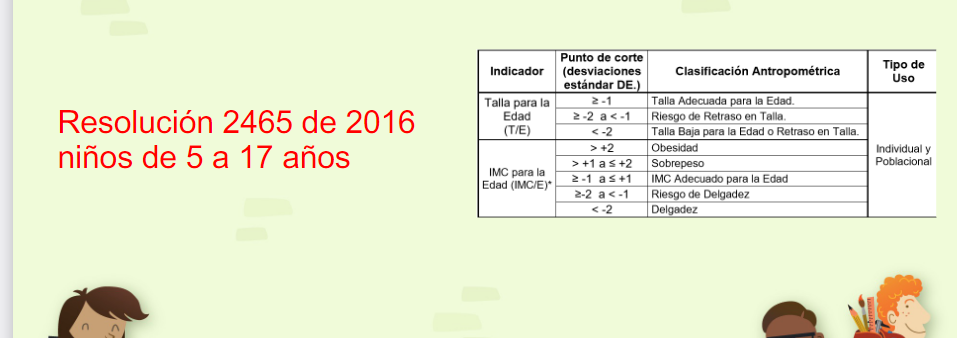 Resolución 2465 de 2016
niños de 5 a 17 años
Indicador
Punto de corte
(desviaciones
estándar DE.)
Clasificación Antropométrica
Tipo de
Uso
Talla para la
Edad
(T/E)
≥ -1
Talla Adecuada para la Edad.
≥ -2 a < -1
Riesgo de Retraso en Talla.
< -2
Talla Baja para la Edad o Retraso en Talla.
IMC para la
Edad (IMC/E)*
> +2
Obesidad
> +1 a ≤ +2
Sobrepeso
≥ -1 a ≤ +1
IMC Adecuado para la Edad
≥-2 a < -1
Riesgo de Delgadez
< -2
Delgadez
Individual y
Poblacional